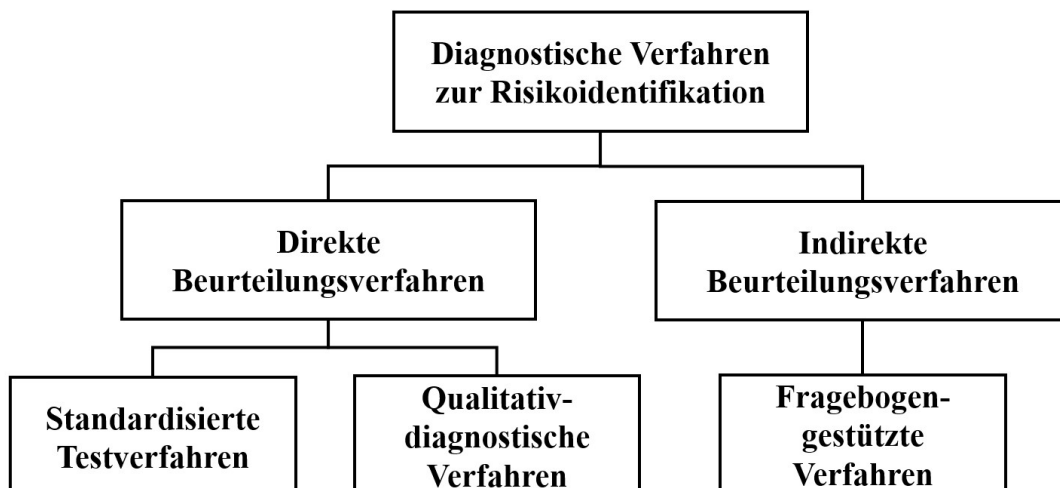 Diagnostische Verfahren
zur Risikoidentifikation
Direkte
Beurteilungsverfahren
Indirekte
Beurteilungsverfahren
Standardisierte
Testverfahren
Qualitativ-
diagnostische
Verfahren
Fragebogen-
gestützte
Verfahren